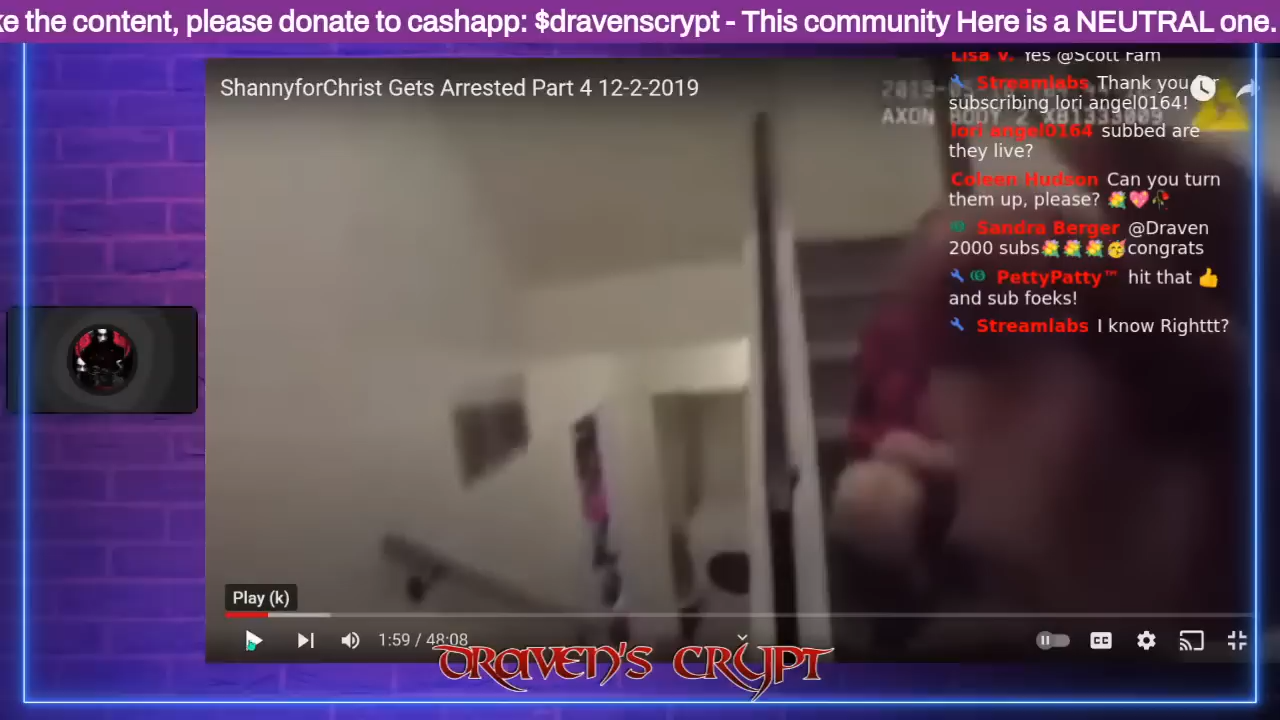 ke the content, please donate to cashapp: $dravenscrypt - This community Here is a NEUTRAL one.
ShannyforChrist Gets Arrested Part 4 12-2-2019
AXON BODY 2
Lisa V. Yes @Scott Fam
Streamlabs Thank you for
subscribing lori angel0164!
lori angel0164 subbed are
they live?
Coleen Hudson Can you turn
them up, please? 💐💖🥀
Sandra Berger @Draven
2000 subs💐💐💐🥳congrats
PettyPatty™ hit that 👍
and sub foeks!
Streamlabs I know Righttt?
Play (k)
1:59 / 48:08
CC
DRAVEN'S CRYPT